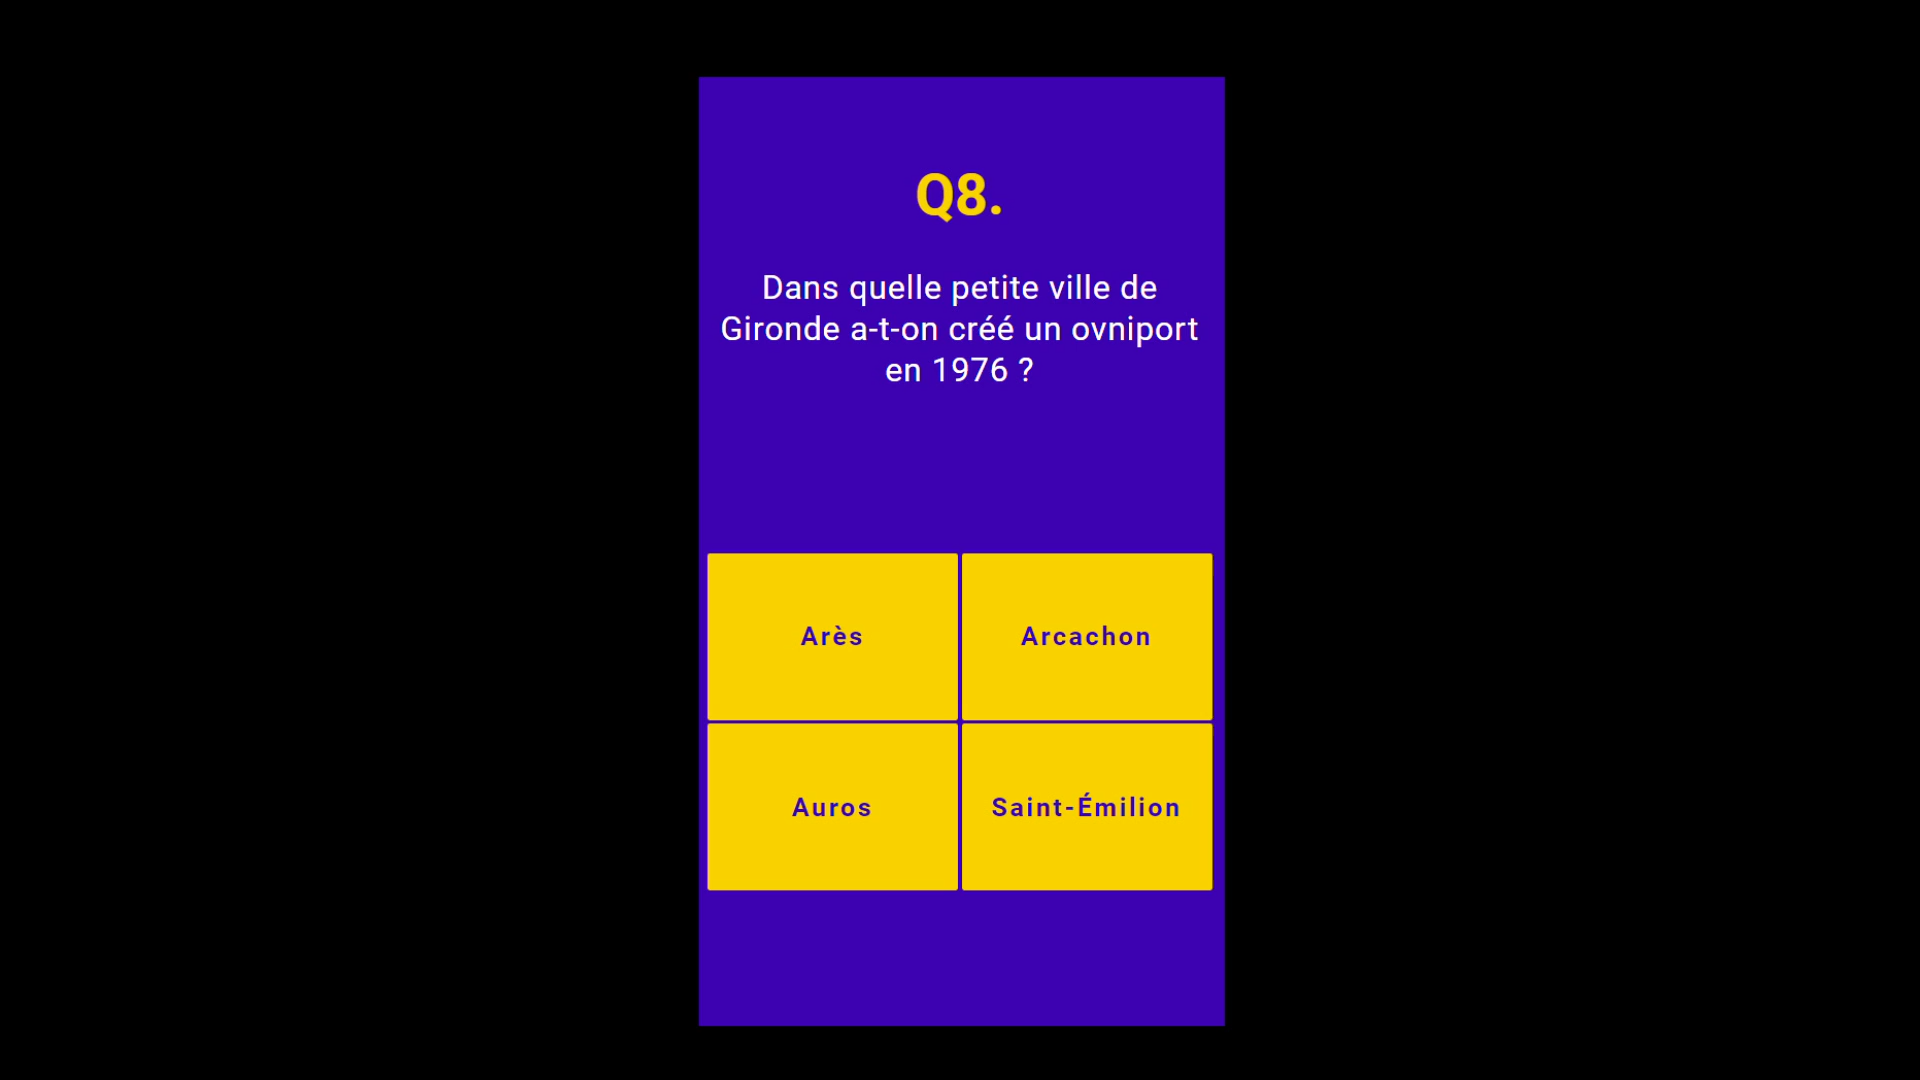 Q8.
Dans quelle petite ville de
Gironde a-t-on créé un ovniport
en 1976 ?
Arès
Arcachon
Auros
Saint-Émilion